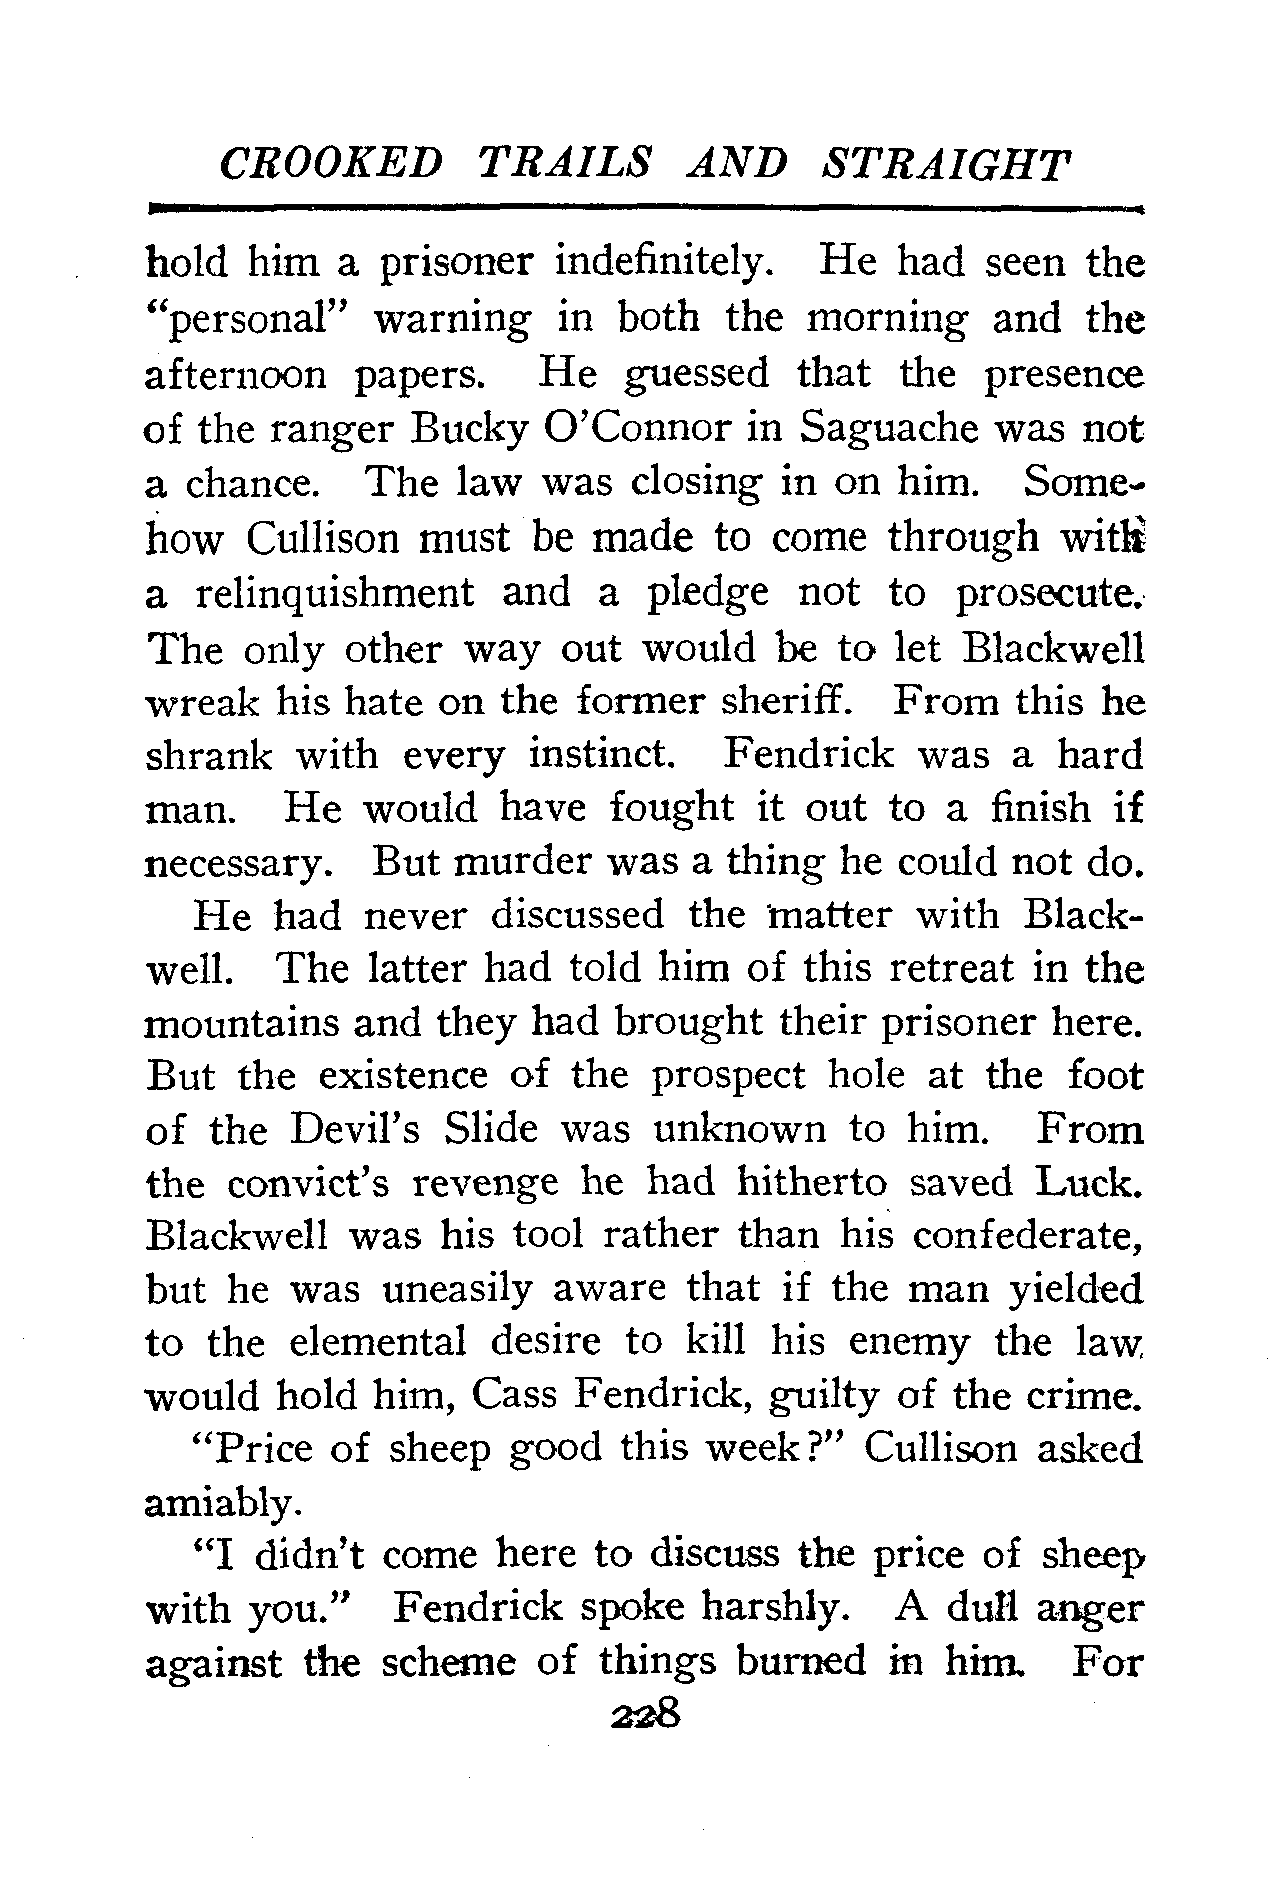 CROOKED TRAILS AND STRAIGHT
hold him a prisoner indefinitely. He had seen the
“personal” warning in both the morning and the
afternoon papers. He guessed that the presence
of the ranger Bucky O’Connor in Saguache was not
a chance. The law was closing in on him. Some-
how Cullison must be made to come through with
a relinquishment and a pledge not to prosecute.
The only other way out would be to let Blackwell
wreak his hate on the former sheriff. From this he
shrank with every instinct. Fendrick was a hard
man. He would have fought it out to a finish if
necessary. But murder was a thing he could not do.
He had never discussed the matter with Black-
well. The latter had told him of this retreat in the
mountains and they had brought their prisoner here.
But the existence of the prospect hole at the foot
of the Devil’s Slide was unknown to him. From
the convict’s revenge he had hitherto saved Luck.
Blackwell was his tool rather than his confederate,
but he was uneasily aware that if the man yielded
to the elemental desire to kill his enemy the law
would hold him, Cass Fendrick, guilty of the crime.
“Price of sheep good this week?” Cullison asked
amiably.
“I didn’t come here to discuss the price of sheep
with you.” Fendrick spoke harshly. A dull anger
against the scheme of things burned in him. For
228